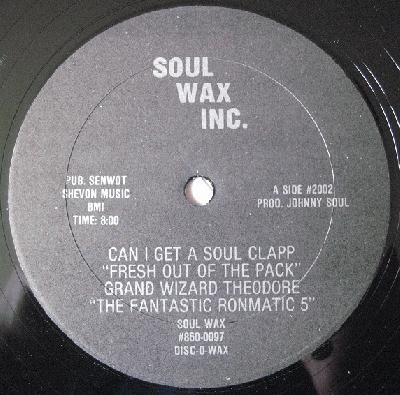 SOUL
WAX
INC.
PUB. SENWOT
SHEVON MUSIC
BMI
TIME: 8:00
A SIDE #2002
PROD. JOHNNY SOUL
CAN I GET A SOUL CLAPP
"FRESH OUT OF THE PACK"
GRAND WIZARD THEODORE
"THE FANTASTIC RONMATIC 5"
SOUL WAX
#860-0097
DISC-O-WAX